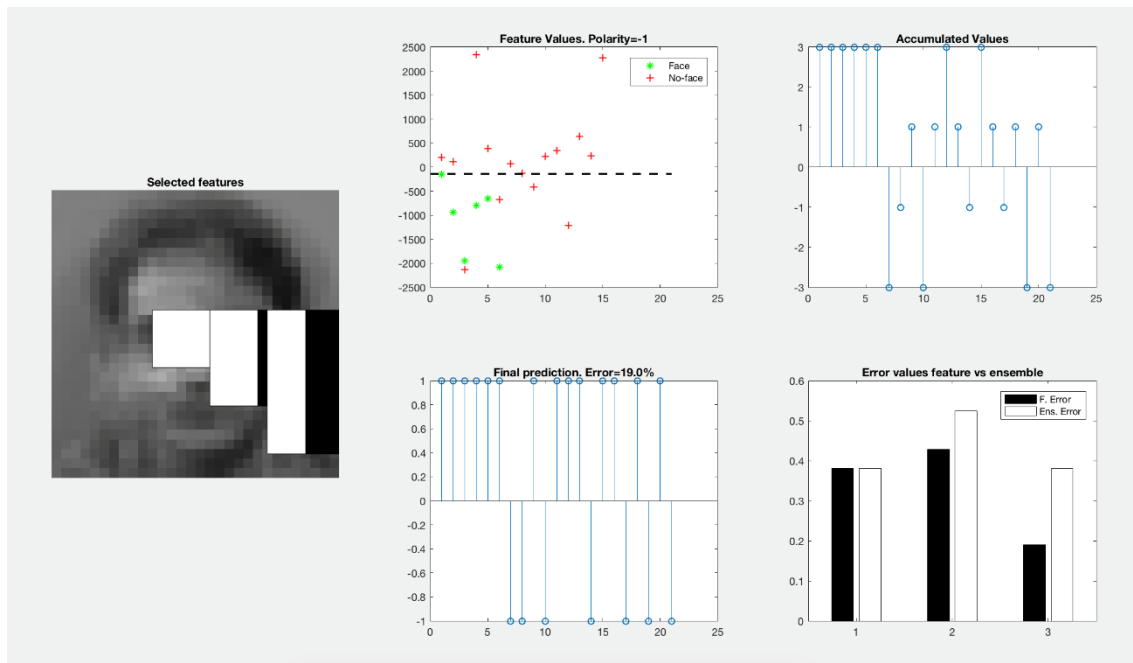 Selected features
Feature Values. Polarity=-1
2500
2000
1500
1000
500
0
-500
-1000
-1500
-2000
-2500
0 5 10 15 20 25
Face
No-face
Accumulated Values
3
2
1
0
-1
-2
-3
0 5 10 15 20 25
Final prediction. Error=19.0%
1
0.8
0.6
0.4
0.2
0
-0.2
-0.4
-0.6
-0.8
-1
0 5 10 15 20 25
Error values feature vs ensemble
0.6
0.5
0.4
0.3
0.2
0.1
0
1 2 3
F. Error
Ens. Error